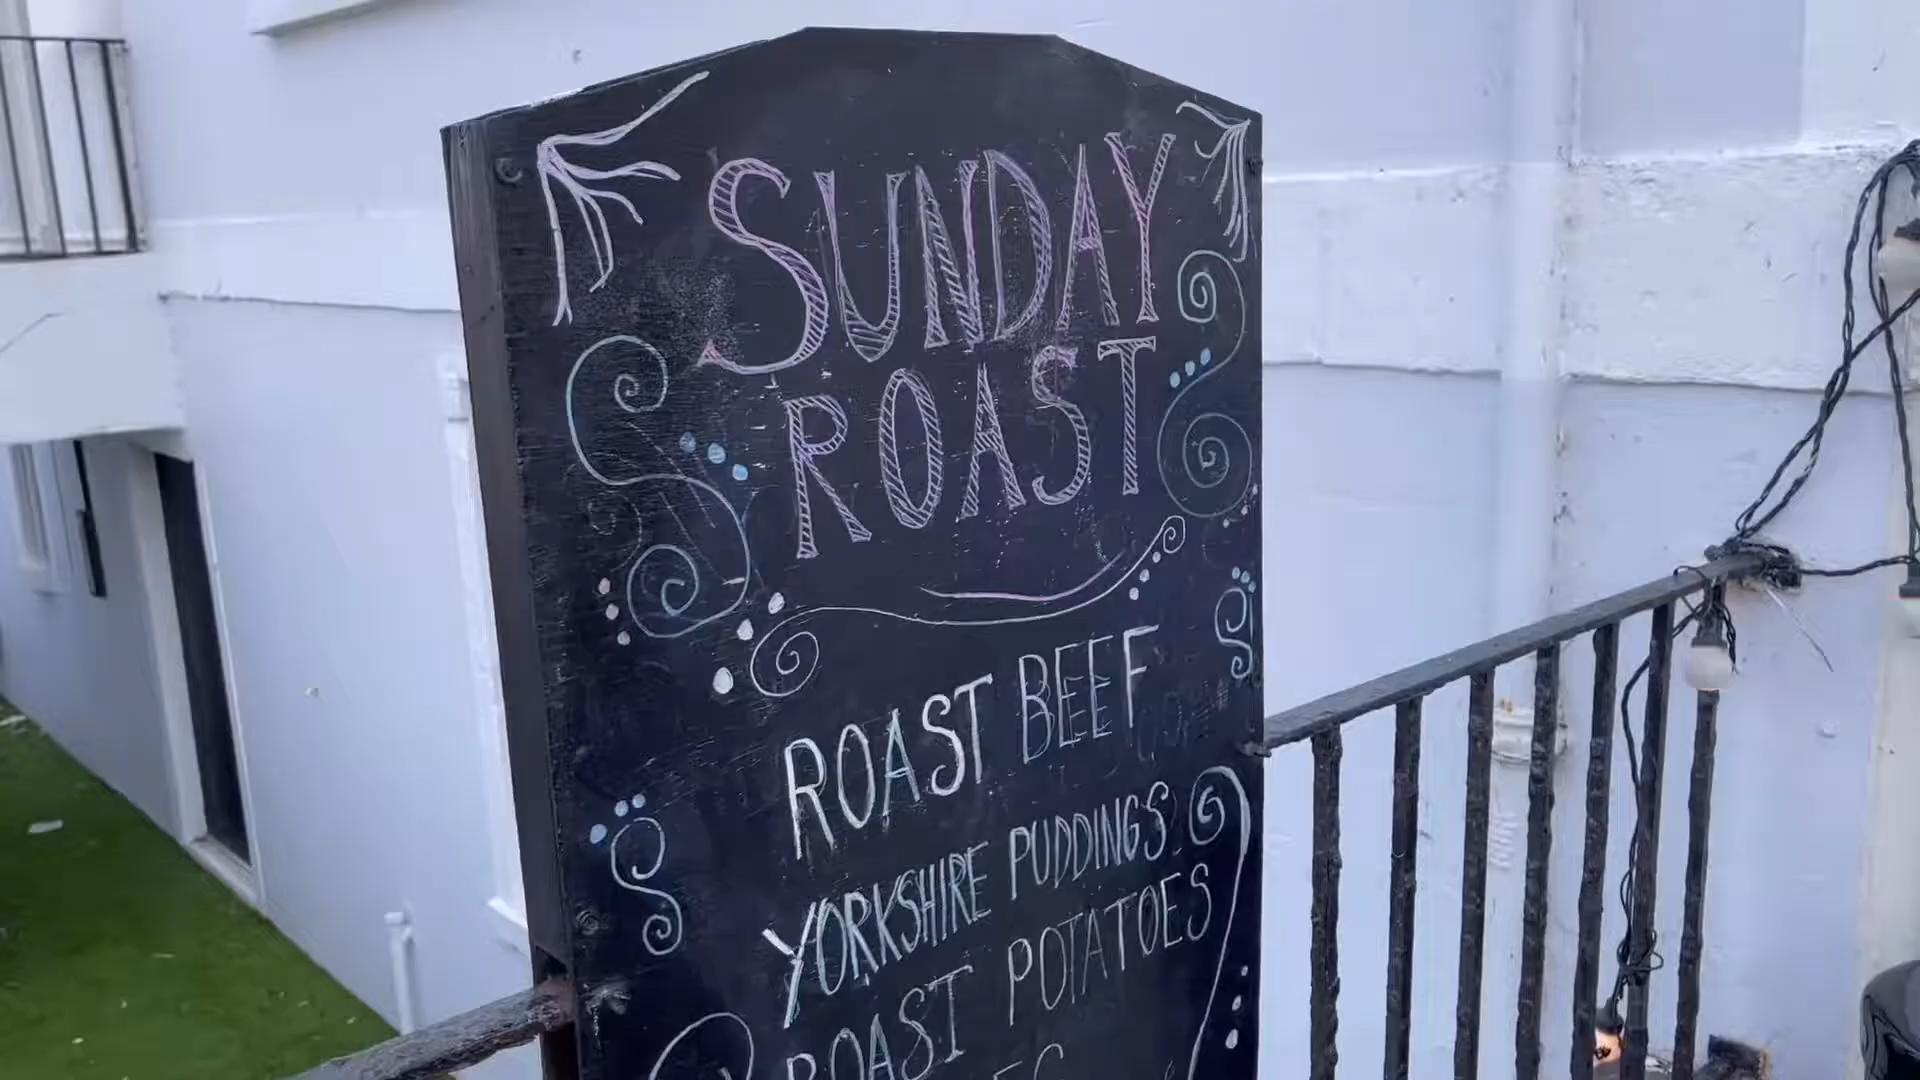 SUNDAY
ROAST
ROAST BEEF
YORKSHIRE PUDDINGS
ROAST POTATOES